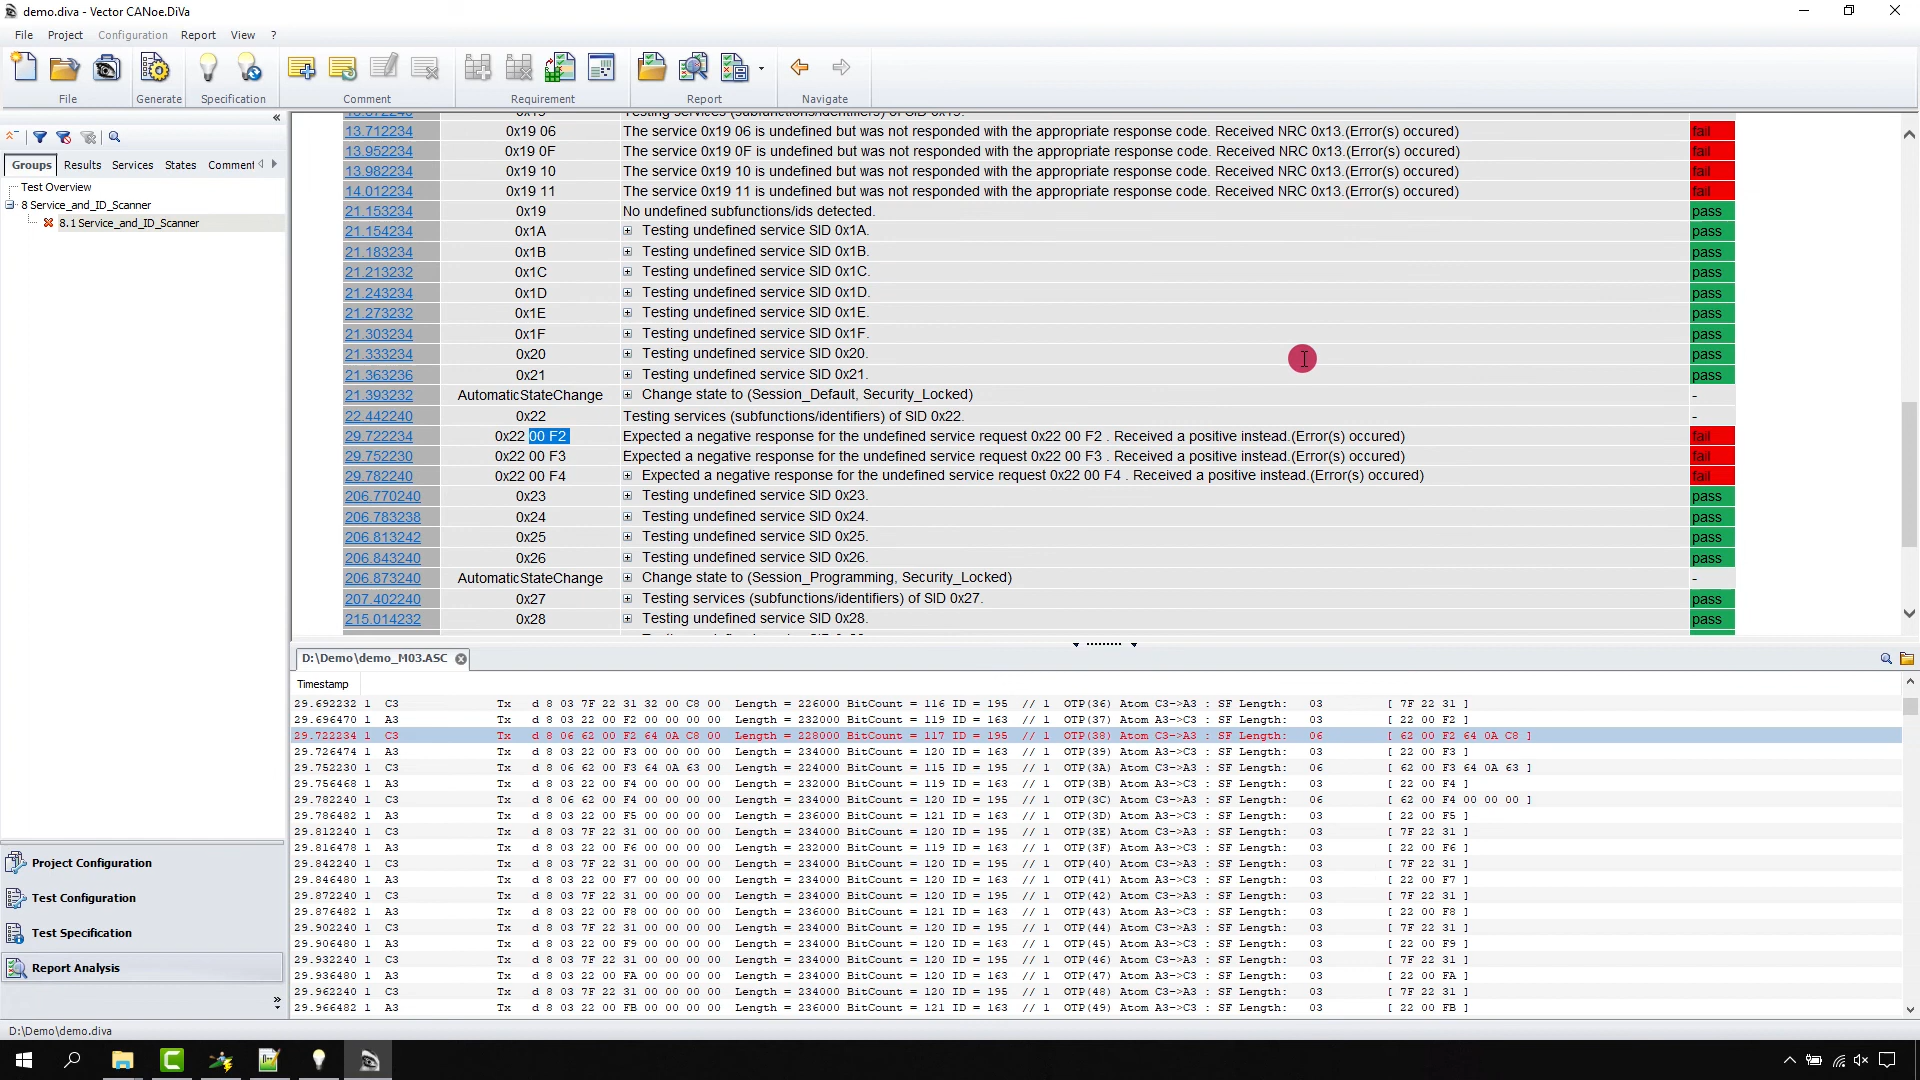 demo.diva - Vector CANoe.DiVa
File Project Configuration Report View ?
File Generate Specification Comment Requirement Report Navigate
Groups Results Services States Comment
Test Overview
8 Service_and_ID_Scanner
8.1 Service_and_ID_Scanner
Project Configuration
Test Configuration
Test Specification
Report Analysis
0x19 Testing services (subfunctions/identifiers) of SID 0x19.
13.712234 0x19 06 The service 0x19 06 is undefined but was not responded with the appropriate response code. Received NRC 0x13.(Error(s) occured) fail
13.952234 0x19 0F The service 0x19 0F is undefined but was not responded with the appropriate response code. Received NRC 0x13.(Error(s) occured) fail
13.982234 0x19 10 The service 0x19 10 is undefined but was not responded with the appropriate response code. Received NRC 0x13.(Error(s) occured) fail
14.012234 0x19 11 The service 0x19 11 is undefined but was not responded with the appropriate response code. Received NRC 0x13.(Error(s) occured) fail
21.153234 0x19 No undefined subfunctions/ids detected. pass
21.154234 0x1A Testing undefined service SID 0x1A. pass
21.183234 0x1B Testing undefined service SID 0x1B. pass
21.213232 0x1C Testing undefined service SID 0x1C. pass
21.243234 0x1D Testing undefined service SID 0x1D. pass
21.273232 0x1E Testing undefined service SID 0x1E. pass
21.303234 0x1F Testing undefined service SID 0x1F. pass
21.333234 0x20 Testing undefined service SID 0x20. pass
21.363236 0x21 Testing undefined service SID 0x21. pass
21.393232 AutomaticStateChange Change state to (Session_Default, Security_Locked) -
22.442240 0x22 Testing services (subfunctions/identifiers) of SID 0x22. -
29.722234 0x22 00 F2 Expected a negative response for the undefined service request 0x22 00 F2 . Received a positive instead.(Error(s) occured) fail
29.752230 0x22 00 F3 Expected a negative response for the undefined service request 0x22 00 F3 . Received a positive instead.(Error(s) occured) fail
29.782240 0x22 00 F4 Expected a negative response for the undefined service request 0x22 00 F4 . Received a positive instead.(Error(s) occured) fail
206.770240 0x23 Testing undefined service SID 0x23. pass
206.783238 0x24 Testing undefined service SID 0x24. pass
206.813242 0x25 Testing undefined service SID 0x25. pass
206.843240 0x26 Testing undefined service SID 0x26. pass
206.873240 AutomaticStateChange Change state to (Session_Programming, Security_Locked) -
207.402240 0x27 Testing services (subfunctions/identifiers) of SID 0x27. pass
215.014232 0x28 Testing undefined service SID 0x28. pass
D:\Demo\demo_M03.ASC
Timestamp
29.692232 1 C3 Tx d 8 03 7F 22 31 32 00 C8 00 Length = 226000 BitCount = 116 ID = 195 // 1 OTP(36) Atom C3->A3 : SF Length: 03 [ 7F 22 31 ]
29.696470 1 A3 Tx d 8 03 22 00 F2 00 00 00 00 Length = 232000 BitCount = 119 ID = 163 // 1 OTP(37) Atom A3->C3 : SF Length: 03 [ 22 00 F2 ]
29.722234 1 C3 Tx d 8 06 62 00 F2 64 0A C8 00 Length = 228000 BitCount = 117 ID = 195 // 1 OTP(38) Atom C3->A3 : SF Length: 06 [ 62 00 F2 64 0A C8 ]
29.726474 1 A3 Tx d 8 03 22 00 F3 00 00 00 00 Length = 234000 BitCount = 120 ID = 163 // 1 OTP(39) Atom A3->C3 : SF Length: 03 [ 22 00 F3 ]
29.752230 1 C3 Tx d 8 06 62 00 F3 64 0A 63 00 Length = 224000 BitCount = 115 ID = 195 // 1 OTP(3A) Atom C3->A3 : SF Length: 06 [ 62 00 F3 64 0A 63 ]
29.756468 1 A3 Tx d 8 03 22 00 F4 00 00 00 00 Length = 232000 BitCount = 119 ID = 163 // 1 OTP(3B) Atom A3->C3 : SF Length: 03 [ 22 00 F4 ]
29.782240 1 C3 Tx d 8 06 62 00 F4 00 00 00 00 Length = 234000 BitCount = 120 ID = 195 // 1 OTP(3C) Atom C3->A3 : SF Length: 06 [ 62 00 F4 00 00 00 ]
29.786482 1 A3 Tx d 8 03 22 00 F5 00 00 00 00 Length = 236000 BitCount = 121 ID = 163 // 1 OTP(3D) Atom A3->C3 : SF Length: 03 [ 22 00 F5 ]
29.812240 1 C3 Tx d 8 03 7F 22 31 00 00 00 00 Length = 234000 BitCount = 120 ID = 195 // 1 OTP(3E) Atom C3->A3 : SF Length: 03 [ 7F 22 31 ]
29.816478 1 A3 Tx d 8 03 22 00 F6 00 00 00 00 Length = 232000 BitCount = 119 ID = 163 // 1 OTP(3F) Atom A3->C3 : SF Length: 03 [ 22 00 F6 ]
29.842240 1 C3 Tx d 8 03 7F 22 31 00 00 00 00 Length = 234000 BitCount = 120 ID = 195 // 1 OTP(40) Atom C3->A3 : SF Length: 03 [ 7F 22 31 ]
29.846480 1 A3 Tx d 8 03 22 00 F7 00 00 00 00 Length = 234000 BitCount = 120 ID = 163 // 1 OTP(41) Atom A3->C3 : SF Length: 03 [ 22 00 F7 ]
29.872240 1 C3 Tx d 8 03 7F 22 31 00 00 00 00 Length = 234000 BitCount = 120 ID = 195 // 1 OTP(42) Atom C3->A3 : SF Length: 03 [ 7F 22 31 ]
29.876482 1 A3 Tx d 8 03 22 00 F8 00 00 00 00 Length = 236000 BitCount = 121 ID = 163 // 1 OTP(43) Atom A3->C3 : SF Length: 03 [ 22 00 F8 ]
29.902240 1 C3 Tx d 8 03 7F 22 31 00 00 00 00 Length = 234000 BitCount = 120 ID = 195 // 1 OTP(44) Atom C3->A3 : SF Length: 03 [ 7F 22 31 ]
29.906480 1 A3 Tx d 8 03 22 00 F9 00 00 00 00 Length = 234000 BitCount = 120 ID = 163 // 1 OTP(45) Atom A3->C3 : SF Length: 03 [ 22 00 F9 ]
29.932240 1 C3 Tx d 8 03 7F 22 31 00 00 00 00 Length = 234000 BitCount = 120 ID = 195 // 1 OTP(46) Atom C3->A3 : SF Length: 03 [ 7F 22 31 ]
29.936480 1 A3 Tx d 8 03 22 00 FA 00 00 00 00 Length = 234000 BitCount = 120 ID = 163 // 1 OTP(47) Atom A3->C3 : SF Length: 03 [ 22 00 FA ]
29.962240 1 C3 Tx d 8 03 7F 22 31 00 00 00 00 Length = 234000 BitCount = 120 ID = 195 // 1 OTP(48) Atom C3->A3 : SF Length: 03 [ 7F 22 31 ]
29.966482 1 A3 Tx d 8 03 22 00 FB 00 00 00 00 Length = 236000 BitCount = 121 ID = 163 // 1 OTP(49) Atom A3->C3 : SF Length: 03 [ 22 00 FB ]
D:\Demo\demo.diva